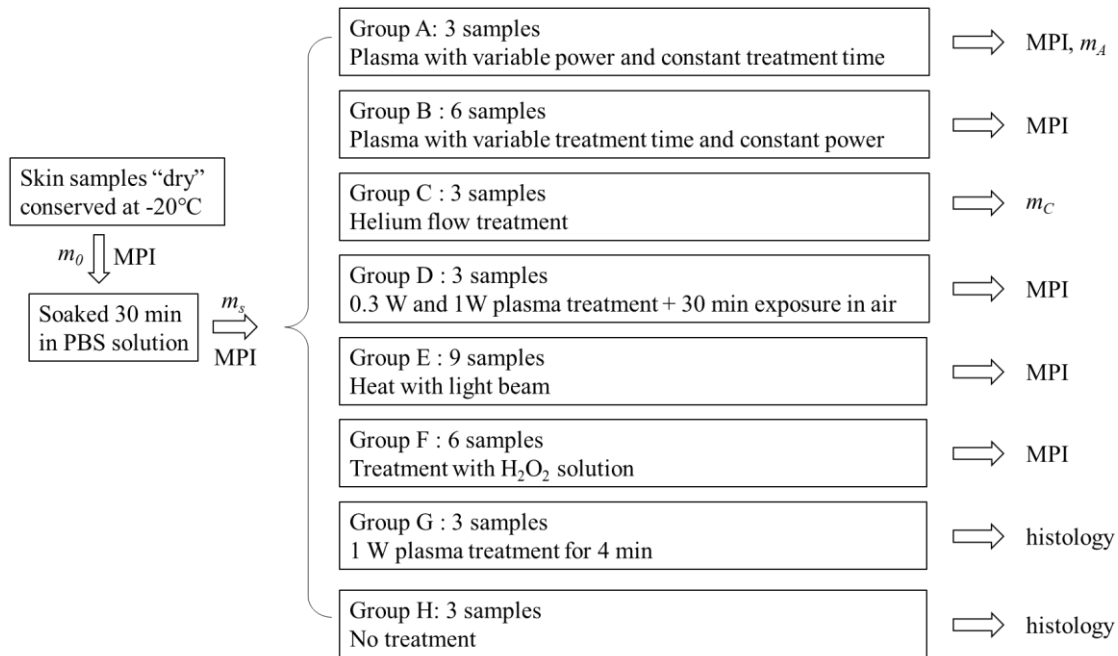 Skin samples “dry”
conserved at -20°C
m0 MPI
Soaked 30 min
in PBS solution
ms
MPI
Group A: 3 samples
Plasma with variable power and constant treatment time
MPI, mA
Group B : 6 samples
Plasma with variable treatment time and constant power
MPI
Group C : 3 samples
Helium flow treatment
mC
Group D : 3 samples
0.3 W and 1W plasma treatment + 30 min exposure in air
MPI
Group E : 9 samples
Heat with light beam
MPI
Group F : 6 samples
Treatment with H2O2 solution
MPI
Group G : 3 samples
1 W plasma treatment for 4 min
histology
Group H: 3 samples
No treatment
histology